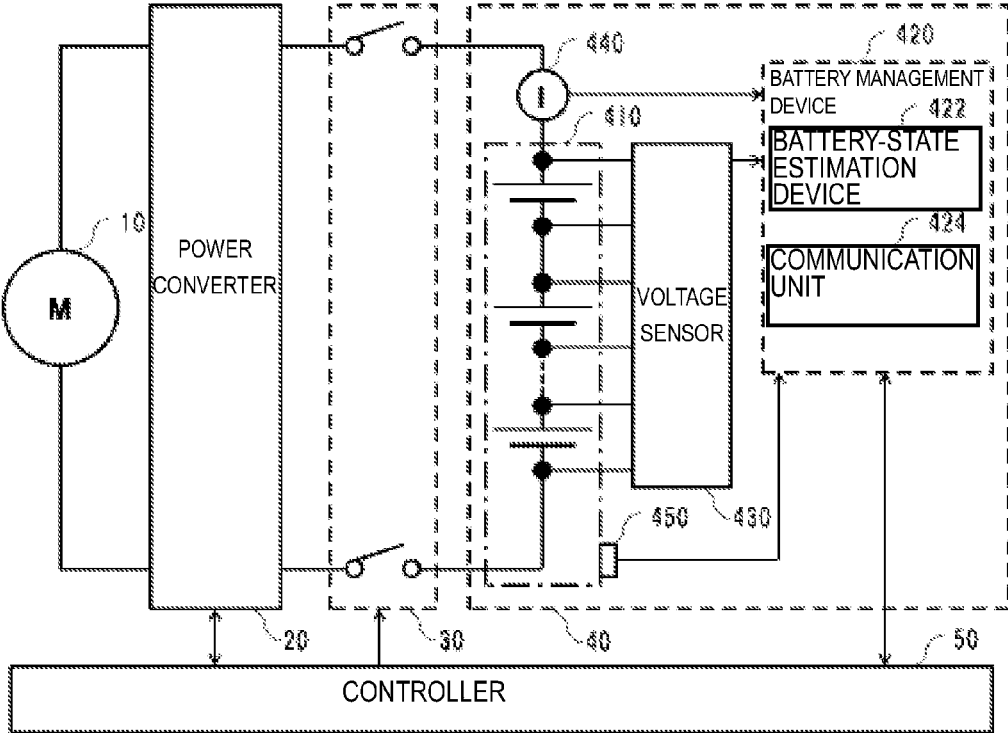 440
420
BATTERY MANAGEMENT
DEVICE
410
422
BATTERY-STATE
ESTIMATION
DEVICE
10
POWER
CONVERTER
424
COMMUNICATION
UNIT
I
M
VOLTAGE
SENSOR
450
430
20
30
40
50
CONTROLLER